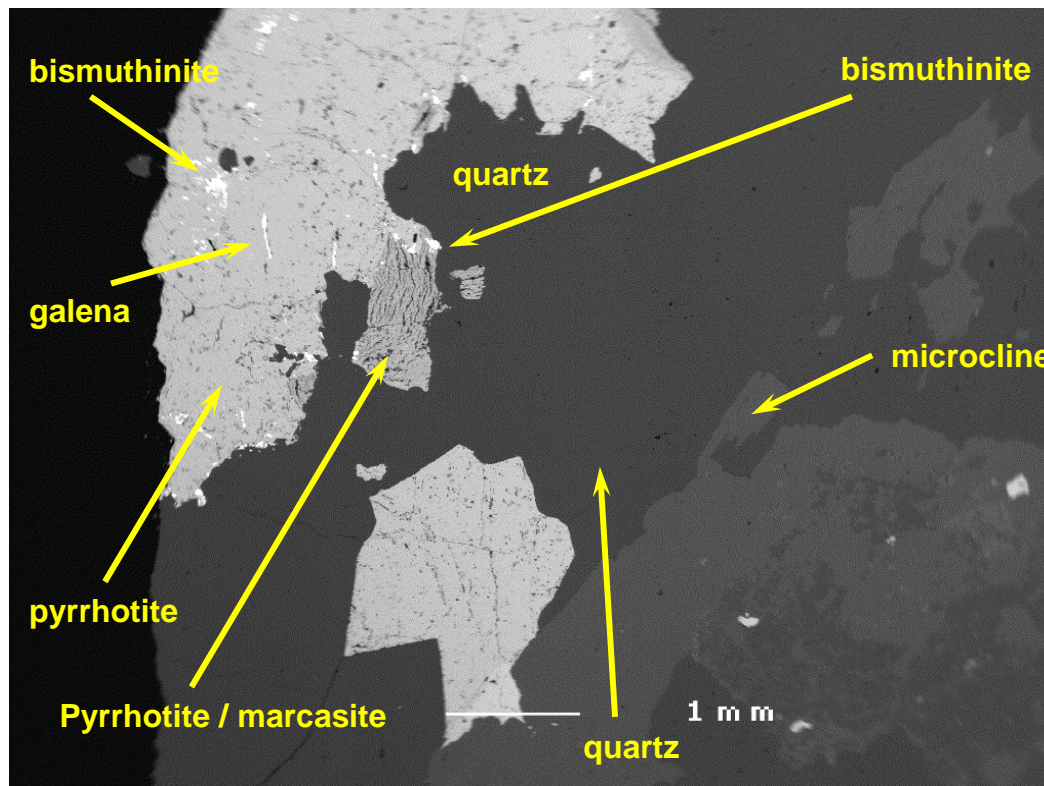 bismuthinite
bismuthinite
quartz
galena
microcline
pyrrhotite
Pyrrhotite / marcasite
1 mm
quartz